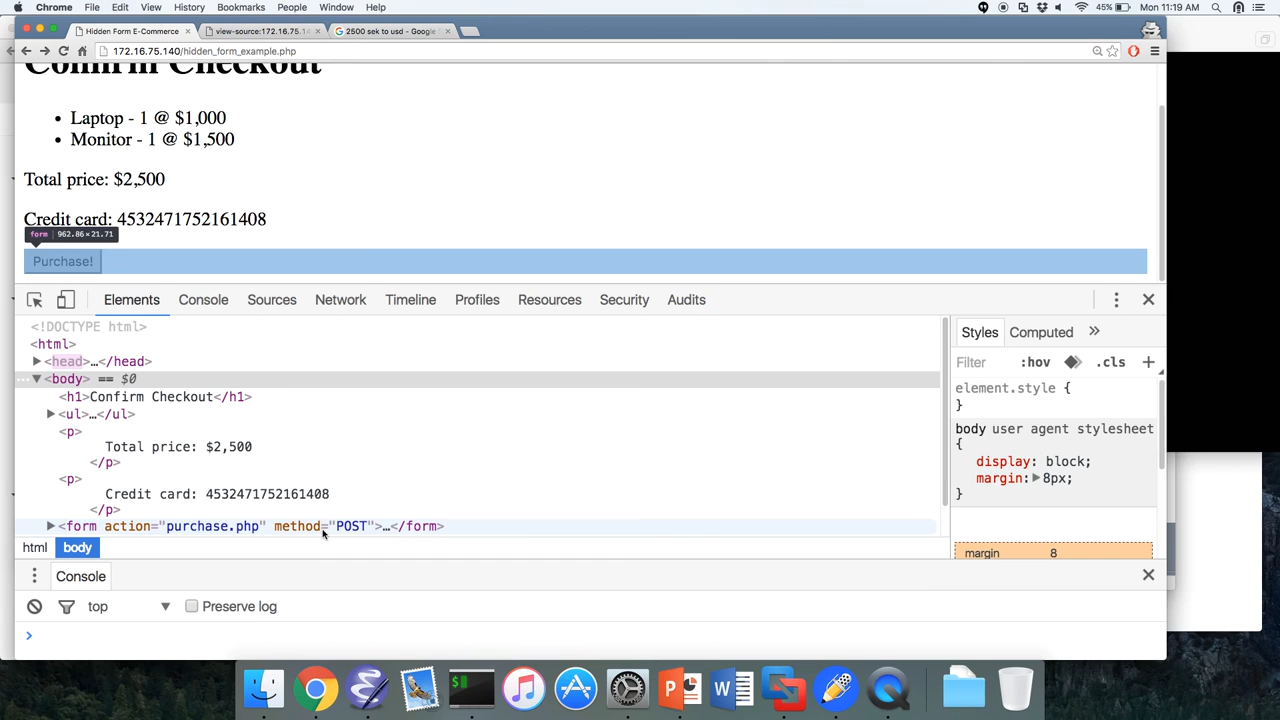 Chrome File Edit View History Bookmarks People Window Help 45% Mon 11:19 AM
Hidden Form E-Commerce view-source:172.16.75.14 2500 sek to usd - Google
172.16.75.140/hidden_form_example.php
Confirm Checkout
• Laptop - 1 @ $1,000
• Monitor - 1 @ $1,500
Total price: $2,500
Credit card: 4532471752161408
form 962.86×21.71
Purchase!
Elements Console Sources Network Timeline Profiles Resources Security Audits
<!DOCTYPE html>
<html>
<head>…</head>
<body> == $0
<h1>Confirm Checkout</h1>
<ul>…</ul>
<p>
Total price: $2,500
</p>
<p>
Credit card: 4532471752161408
</p>
<form action="purchase.php" method="POST">…</form>
html body
Styles Computed »
Filter :hov .cls +
element.style {
}
body user agent stylesheet
{
display: block;
margin: 8px;
}
margin 8
Console
top Preserve log
>